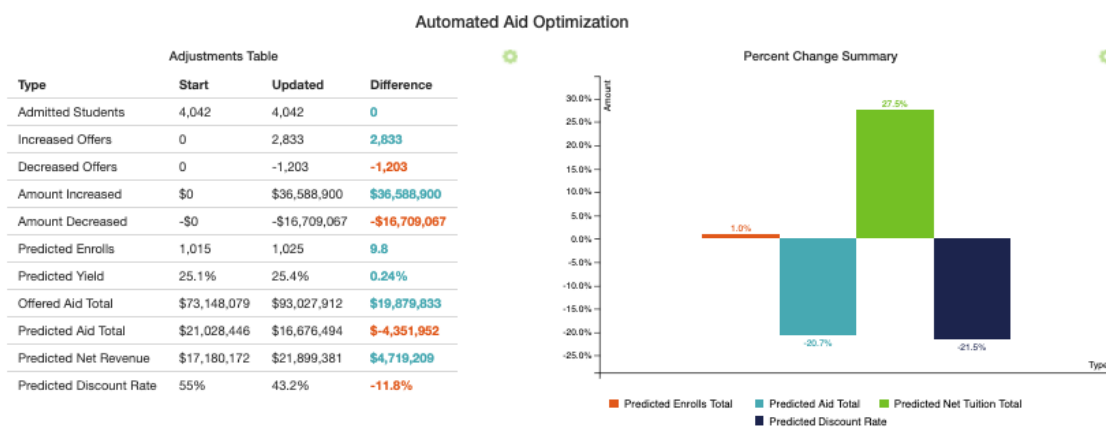 Automated Aid Optimization
Adjustments Table
Type Start Updated Difference
Admitted Students 4,042 4,042 0
Increased Offers 0 2,833 2,833
Decreased Offers 0 -1,203 -1,203
Amount Increased $0 $36,588,900 $36,588,900
Amount Decreased -$0 -$16,709,067 -$16,709,067
Predicted Enrolls 1,015 1,025 9.8
Predicted Yield 25.1% 25.4% 0.24%
Offered Aid Total $73,148,079 $93,027,912 $19,879,833
Predicted Aid Total $21,028,446 $16,676,494 $-4,351,952
Predicted Net Revenue $17,180,172 $21,899,381 $4,719,209
Predicted Discount Rate 55% 43.2% -11.8%
Percent Change Summary
Amount
30.0%
25.0%
20.0%
15.0%
10.0%
5.0%
0.0%
-5.0%
-10.0%
-15.0%
-20.0%
-25.0%
1.0%
-20.7%
27.5%
-21.5%
Type
Predicted Enrolls Total Predicted Aid Total Predicted Net Tuition Total
Predicted Discount Rate